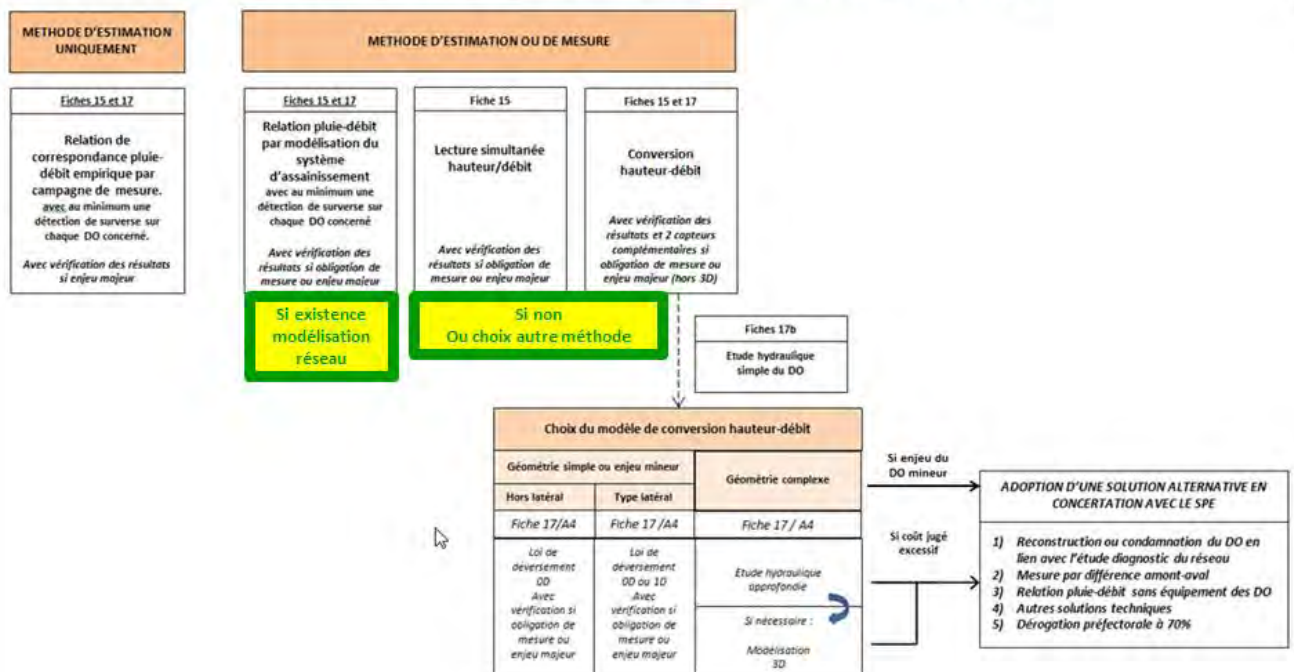 METHODE D'ESTIMATION
UNIQUEMENT
METHODE D'ESTIMATION OU DE MESURE
Fiches 15 et 17
Relation de
correspondance pluie-
débit empirique par
campagne de mesure.
avec au minimum une
détection de surverse sur
chaque DO concerné.
Avec vérification des résultats
si enjeu majeur
Fiches 15 et 17
Relation pluie-débit
par modélisation du
système
d'assainissement
avec au minimum une
détection de surverse sur
chaque DO concerné
Avec vérification des
résultats si obligation de
mesure ou enjeu majeur
Fiche 15
Lecture simultanée
hauteur/débit
Avec vérification des
résultats si obligation de
mesure ou enjeu majeur
Fiches 15 et 17
Conversion
hauteur-débit
Avec vérification des
résultats et 2 capteurs
complémentaires si
obligation de mesure ou
enjeu majeur (hors 3D)
Si existence
modélisation
réseau
Si non
Ou choix autre méthode
Fiches 17b
Etude hydraulique
simple du DO
Choix du modèle de conversion hauteur-débit
Géométrie simple ou enjeu mineur
Géométrie complexe
Hors latéral
Type latéral
Fiche 17/A4
Fiche 17 /A4
Fiche 17 / A4
Loi de
déversement
0D
Avec
vérification si
obligation de
mesure ou
enjeu majeur
Loi de
déversement
0D ou 1D
Avec
vérification si
obligation de
mesure ou
enjeu majeur
Etude hydraulique
approfondie
Si nécessaire :
Modélisation
3D
Si enjeu du
DO mineur
Si coût jugé
excessif
ADOPTION D'UNE SOLUTION ALTERNATIVE EN
CONCERTATION AVEC LE SPE
1) Reconstruction ou condamnation du DO en
lien avec l'étude diagnostic du réseau
2) Mesure par différence amont-aval
3) Relation pluie-débit sans équipement des DO
4) Autres solutions techniques
5) Dérogation préfectorale à 70%